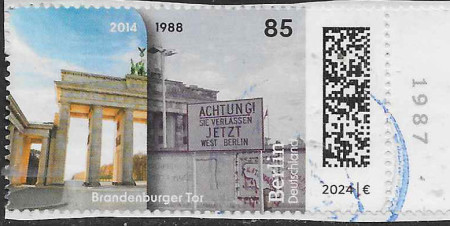 2014 1988 85
ACHTUNG!
SIE VERLASSEN
JETZT
WEST BERLIN
Brandenburger Tor
Berlin
Deutschland
2024 | €
1987